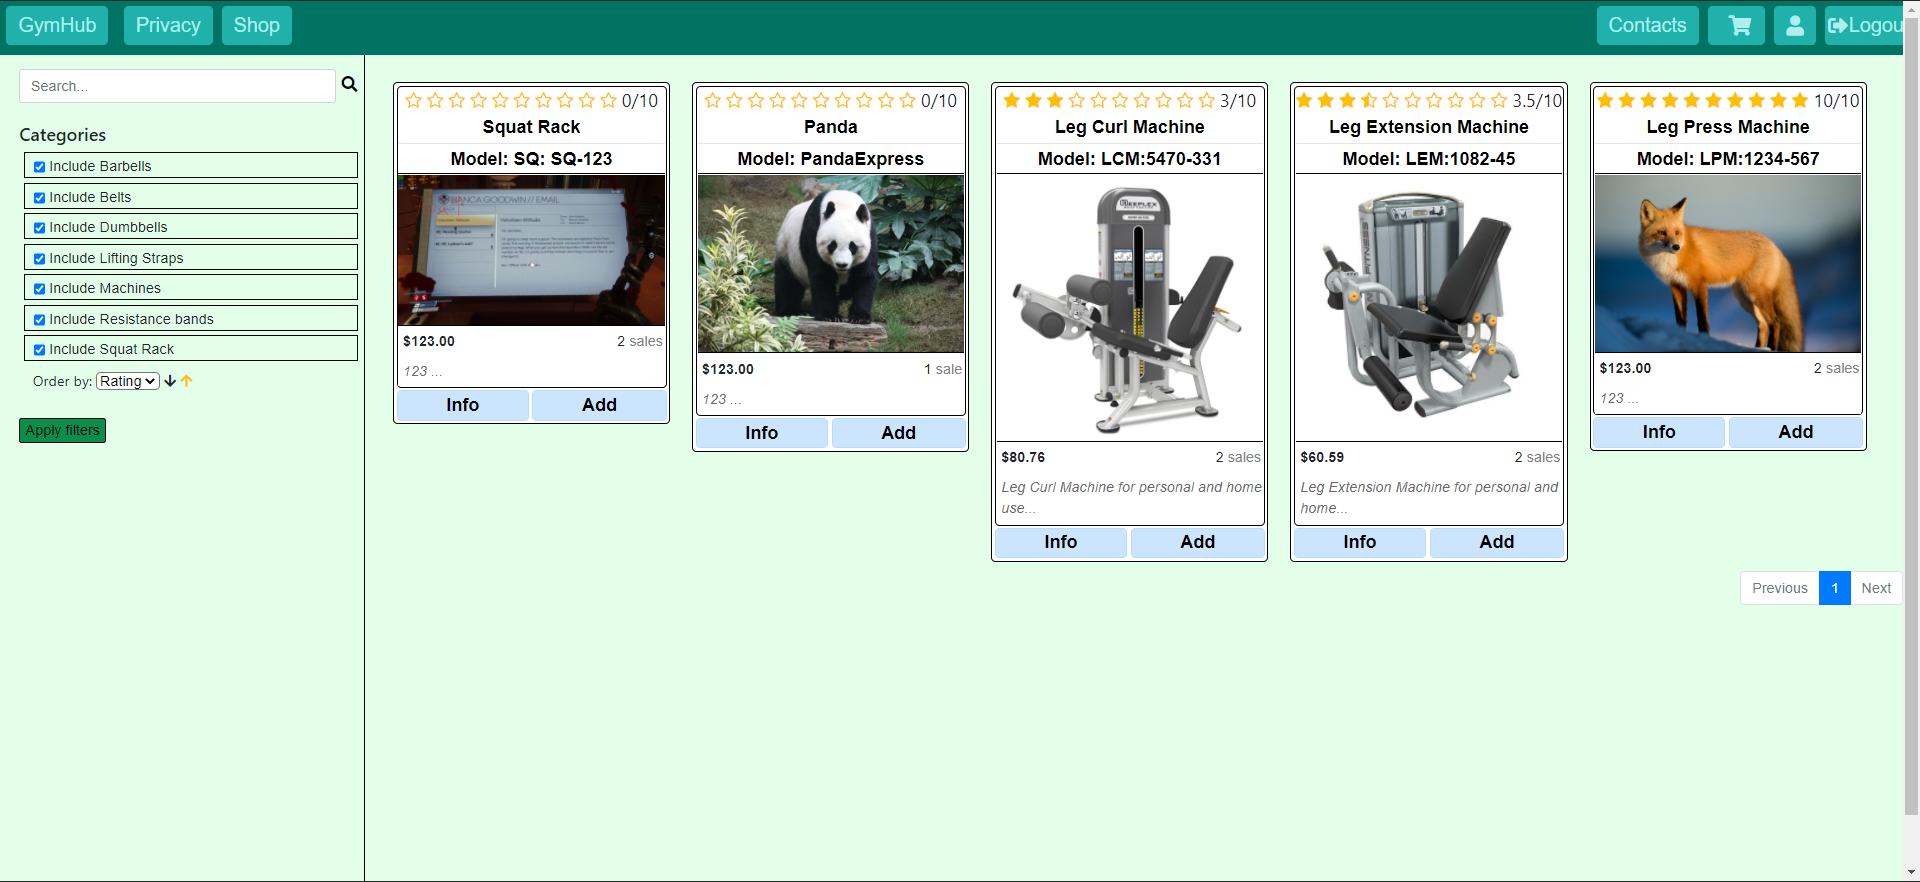 GymHub Privacy Shop Contacts Logou
Search...
Categories
Include Barbells
Include Belts
Include Dumbbells
Include Lifting Straps
Include Machines
Include Resistance bands
Include Squat Rack
Order by: Rating
Apply filters
0/10
Squat Rack
Model: SQ: SQ-123
BIANCA GOODWIN // EMAIL
$123.00 2 sales
123 ...
Info Add
0/10
Panda
Model: PandaExpress
$123.00 1 sale
123 ...
Info Add
3/10
Leg Curl Machine
Model: LCM:5470-331
$80.76 2 sales
Leg Curl Machine for personal and home
use...
Info Add
3.5/10
Leg Extension Machine
Model: LEM:1082-45
FITNESS
$60.59 2 sales
Leg Extension Machine for personal and
home...
Info Add
10/10
Leg Press Machine
Model: LPM:1234-567
$123.00 2 sales
123 ...
Info Add
Previous 1 Next